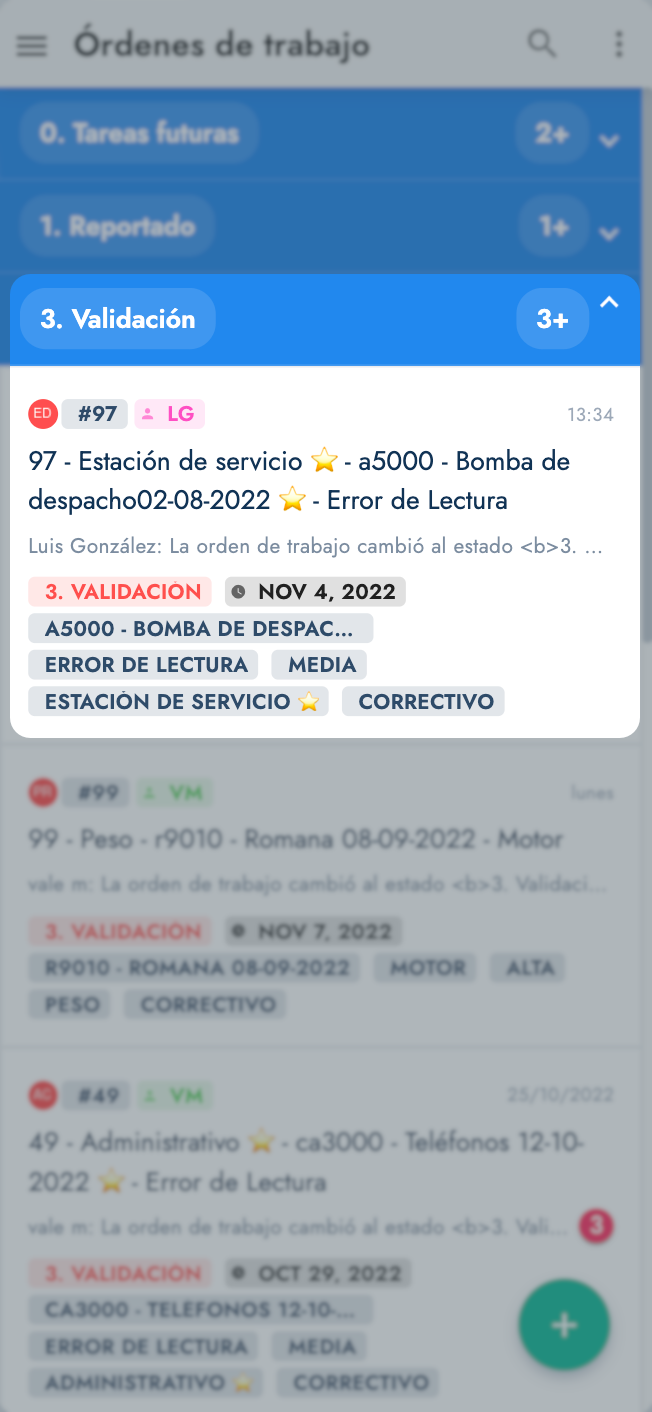 Órdenes de trabajo
0. Tareas futuras 2+
1. Reportado 1+
3. Validación 3+
ED #97 LG 13:34
97 - Estación de servicio ⭐ - a5000 - Bomba de
despacho02-08-2022 ⭐ - Error de Lectura
Luis González: La orden de trabajo cambió al estado <b>3. ...
3. VALIDACIÓN NOV 4, 2022
A5000 - BOMBA DE DESPAC...
ERROR DE LECTURA MEDIA
ESTACIÓN DE SERVICIO ⭐ CORRECTIVO
#99 VM lunes
99 - Peso - r9010 - Romana 08-09-2022 - Motor
vale m: La orden de trabajo cambió al estado <b>3. Validaci...
3. VALIDACIÓN NOV 7, 2022
R9010 - ROMANA 08-09-2022 MOTOR ALTA
PESO CORRECTIVO
#49 VM 25/10/2022
49 - Administrativo ⭐ - ca3000 - Teléfonos 12-10-
2022 ⭐ - Error de Lectura
vale m: La orden de trabajo cambió al estado <b>3. Vali... 3
3. VALIDACIÓN OCT 29, 2022
CA3000 - TELEFONOS 12-10-...
ERROR DE LECTURA MEDIA
ADMINISTRATIVO ⭐ CORRECTIVO